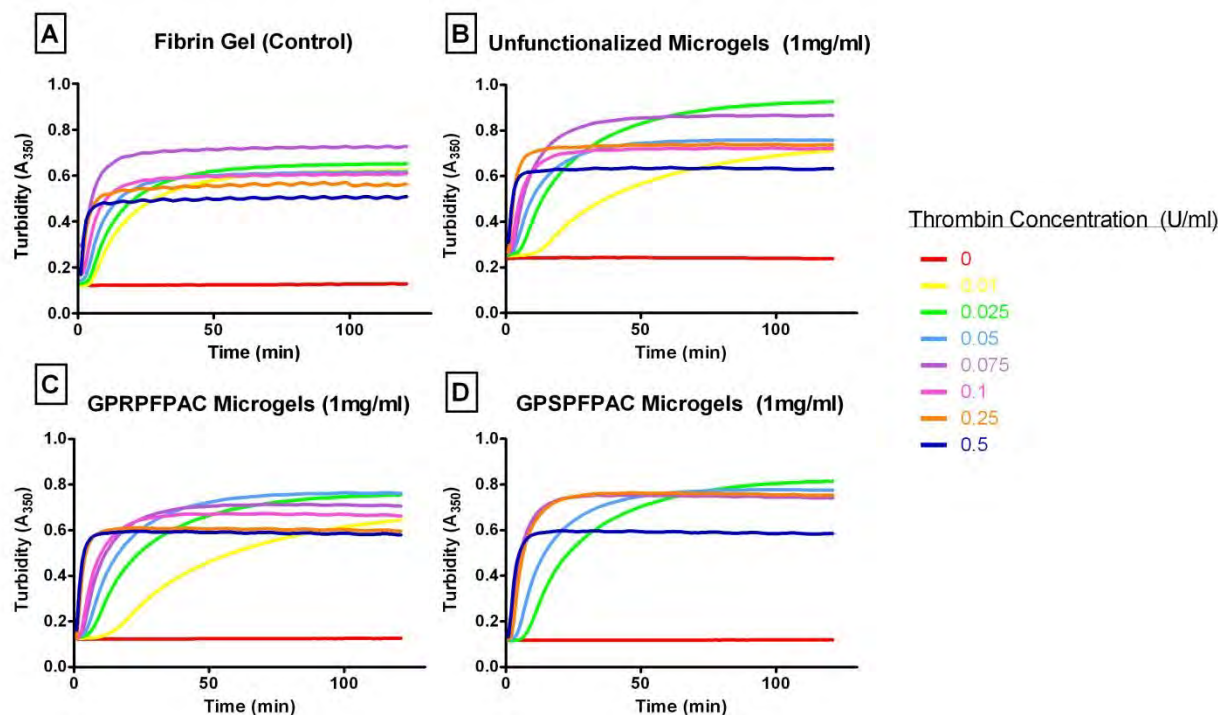 A
Fibrin Gel (Control)
1.0
0.8
0.6
0.4
0.2
0.0
Turbidity (A350)
0
50
100
Time (min)
B
Unfunctionalized Microgels (1mg/ml)
1.0
0.8
0.6
0.4
0.2
0.0
Turbidity (A350)
0
50
100
Time (min)
C
GPRPFPAC Microgels (1mg/ml)
1.0
0.8
0.6
0.4
0.2
0.0
Turbidity (A350)
0
50
100
Time (min)
D
GPSPFPAC Microgels (1mg/ml)
1.0
0.8
0.6
0.4
0.2
0.0
Turbidity (A350)
0
50
100
Time (min)
Thrombin Concentration (U/ml)
0
0.01
0.025
0.05
0.075
0.1
0.25
0.5